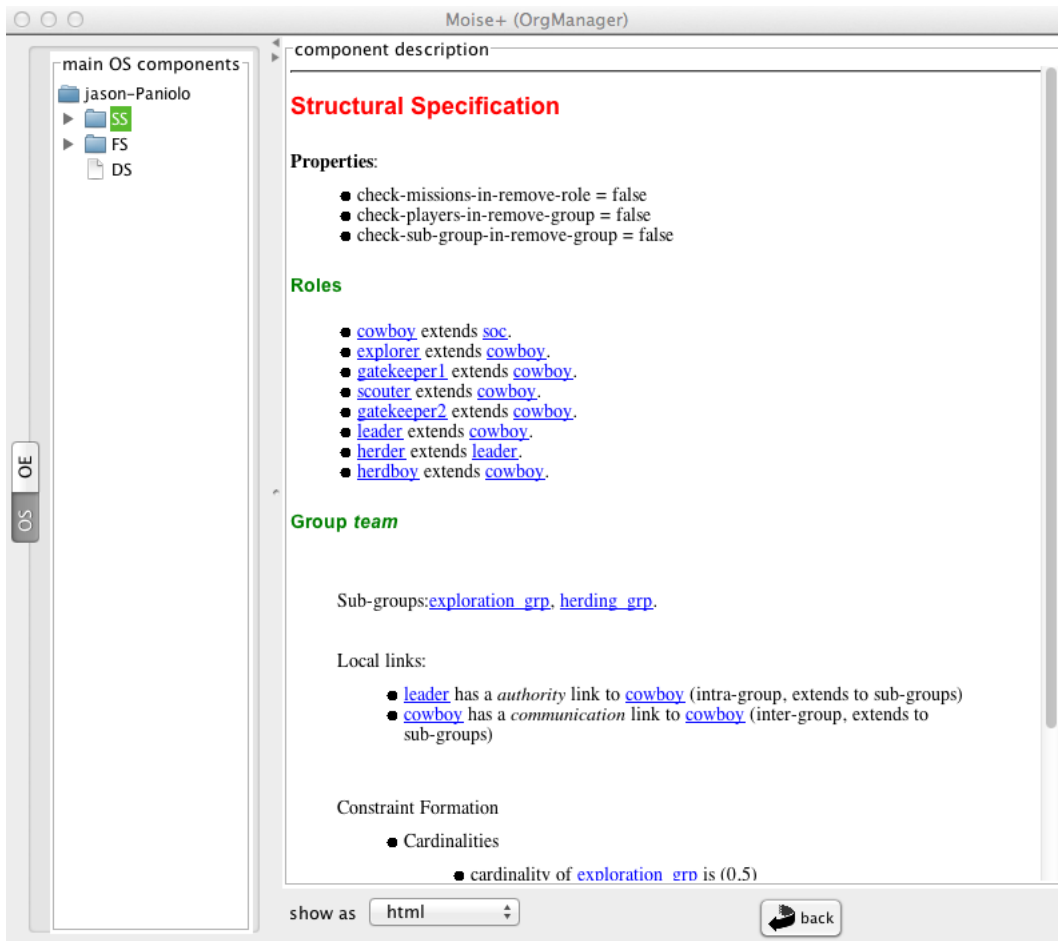 Moise+ (OrgManager)
main OS components
jason-Paniolo
SS
FS
DS
OE
OS
component description
Structural Specification
Properties:
check-missions-in-remove-role = false
check-players-in-remove-group = false
check-sub-group-in-remove-group = false
Roles
cowboy extends soc.
explorer extends cowboy.
gatekeeper1 extends cowboy.
scouter extends cowboy.
gatekeeper2 extends cowboy.
leader extends cowboy.
herder extends leader.
herdboy extends cowboy.
Group team
Sub-groups:exploration_grp, herding_grp.
Local links:
leader has a authority link to cowboy (intra-group, extends to sub-groups)
cowboy has a communication link to cowboy (inter-group, extends to
sub-groups)
Constraint Formation
Cardinalities
cardinality of exploration_grp is (0.5)
show as
html
back